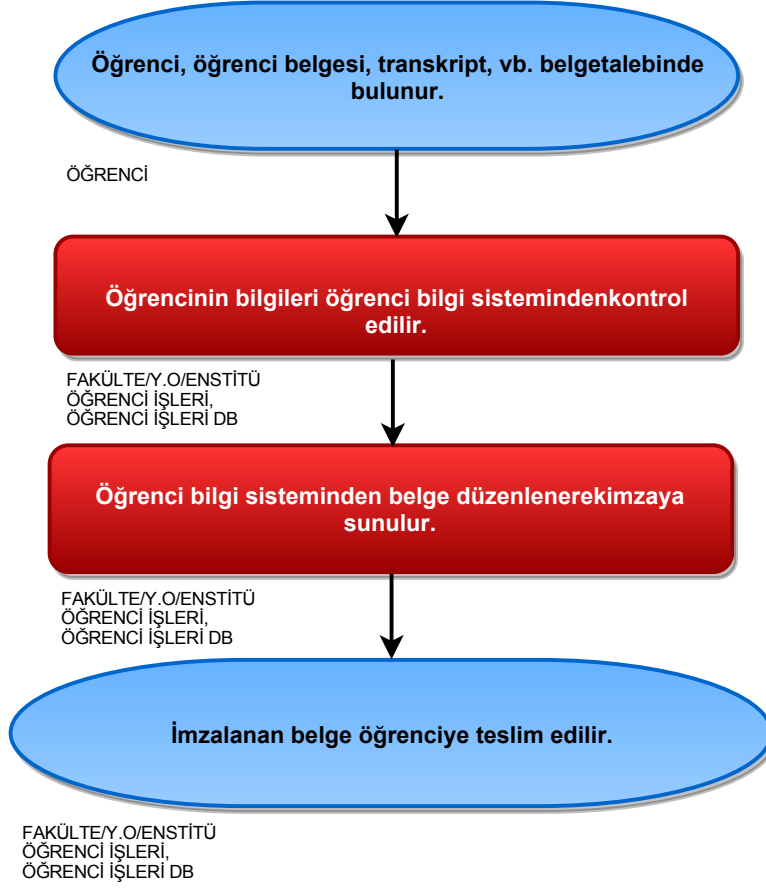 Öğrenci, öğrenci belgesi, transkript, vb. belgetalebinde
bulunur.
ÖĞRENCİ
Öğrencinin bilgileri öğrenci bilgi sistemindenkontrol
edilir.
FAKÜLTE/Y.O/ENSTİTÜ
ÖĞRENCİ İŞLERİ,
ÖĞRENCİ İŞLERİ DB
Öğrenci bilgi sisteminden belge düzenlenerekimzaya
sunulur.
FAKÜLTE/Y.O/ENSTİTÜ
ÖĞRENCİ İŞLERİ,
ÖĞRENCİ İŞLERİ DB
İmzalanan belge öğrenciye teslim edilir.
FAKÜLTE/Y.O/ENSTİTÜ
ÖĞRENCİ İŞLERİ,
ÖĞRENCİ İŞLERİ DB